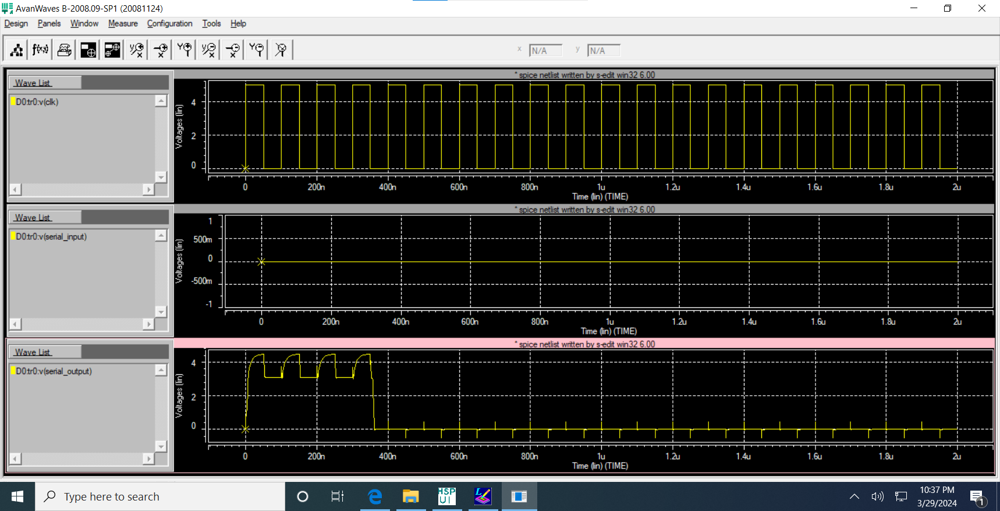 AvanWaves B-2008.09-SP1 (20081124)
Design Panels Window Measure Configuration Tools Help
f(x,y)
x N/A y N/A
Wave List
D0:tr0:v(clk)
* spice netlist written by s-edit win32 6.00
Voltages (lin)
4
2
0
0 200n 400n 600n 800n 1u 1.2u 1.4u 1.6u 1.8u 2u
Time (lin) (TIME)
Wave List
D0:tr0:v(serial_input)
* spice netlist written by s-edit win32 6.00
Voltages (lin)
1
500m
0
-500m
-1
0 200n 400n 600n 800n 1u 1.2u 1.4u 1.6u 1.8u 2u
Time (lin) (TIME)
Wave List
D0:tr0:v(serial_output)
* spice netlist written by s-edit win32 6.00
Voltages (lin)
4
2
0
0 200n 400n 600n 800n 1u 1.2u 1.4u 1.6u 1.8u 2u
Time (lin) (TIME)
Type here to search
HSP
UI
L
10:37 PM
3/29/2024
1